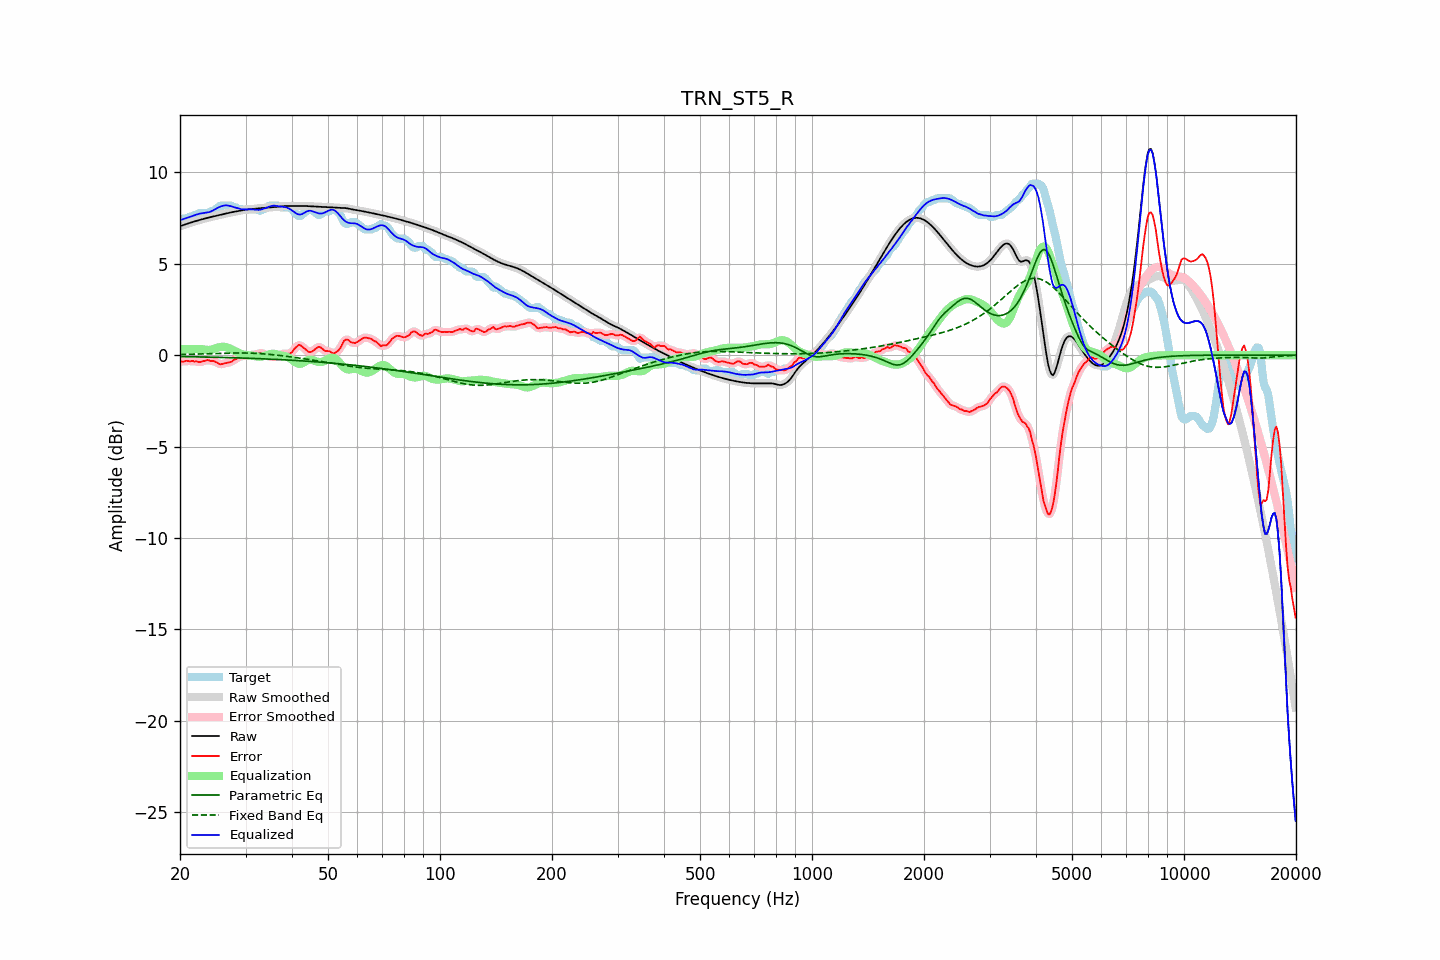 TRN_ST5_R
10
5
0
−5
−10
−15
−20
−25
Amplitude (dBr)
Target
Raw Smoothed
Error Smoothed
Raw
Error
Equalization
Parametric Eq
Fixed Band Eq
Equalized
20 50 100 200 500 1000 2000 5000 10000 20000
Frequency (Hz)